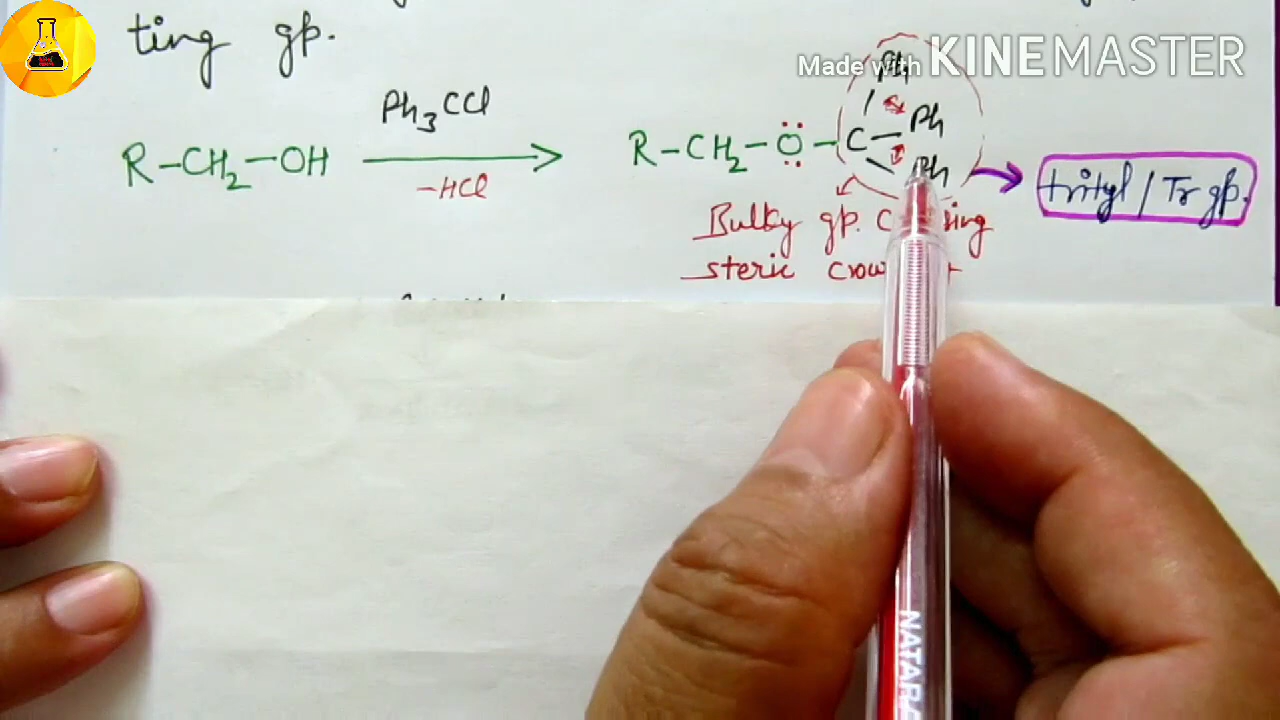 ting gp.
Made with KINEMASTER
Ph₃CCl
R-CH₂-OH
-HCl
R-CH₂-Ö-C-Ph
Ph
Ph
trityl / Tr gp.
Bulky gp.
steric
NATAR